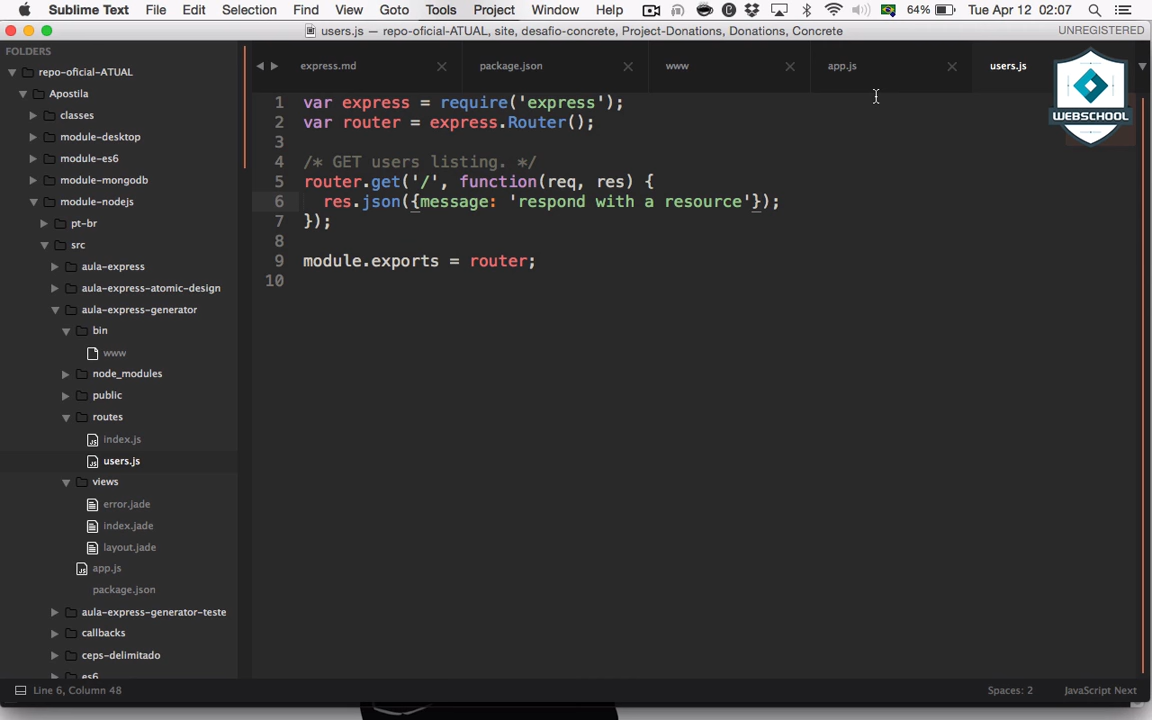 Sublime Text File Edit Selection Find View Goto Tools Project Window Help 64% Tue Apr 12 02:07
users.js — repo-oficial-ATUAL, site, desafio-concrete, Project-Donations, Donations, Concrete UNREGISTERED
FOLDERS
repo-oficial-ATUAL
Apostila
classes
module-desktop
module-es6
module-mongodb
module-nodejs
pt-br
src
aula-express
aula-express-atomic-design
aula-express-generator
bin
www
node_modules
public
routes
index.js
users.js
views
error.jade
index.jade
layout.jade
app.js
package.json
aula-express-generator-teste
callbacks
ceps-delimitado
es6
express.md package.json www app.js users.js
WEBSCHOOL
1 var express = require('express');
2 var router = express.Router();
3
4 /* GET users listing. */
5 router.get('/', function(req, res) {
6 res.json({message: 'respond with a resource'});
7 });
8
9 module.exports = router;
10
Line 6, Column 48 Spaces: 2 JavaScript Next